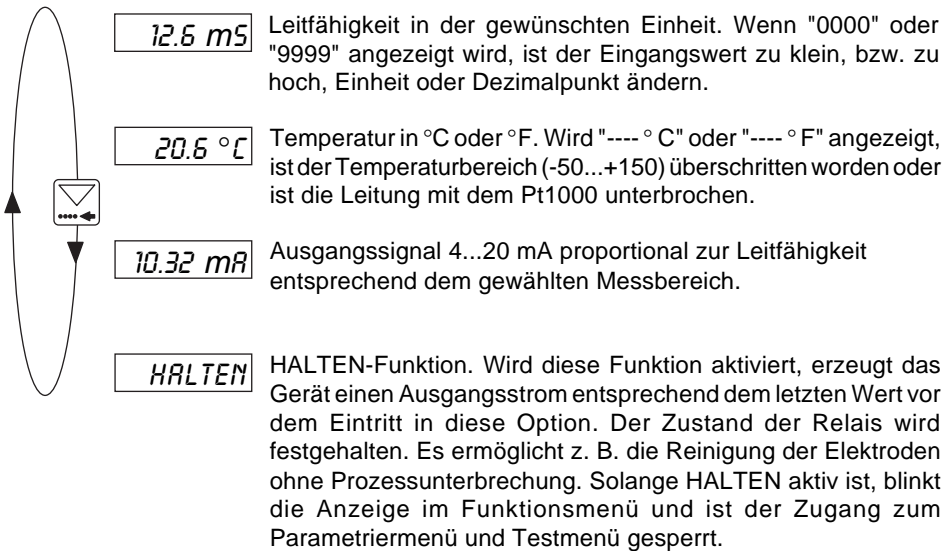 12.6 mS
Leitfähigkeit in der gewünschten Einheit. Wenn "0000" oder
"9999" angezeigt wird, ist der Eingangswert zu klein, bzw. zu
hoch, Einheit oder Dezimalpunkt ändern.
20.6 °C
Temperatur in °C oder °F. Wird "---- ° C" oder "---- ° F" angezeigt,
ist der Temperaturbereich (-50...+150) überschritten worden oder
ist die Leitung mit dem Pt1000 unterbrochen.
10.32 mA
Ausgangssignal 4...20 mA proportional zur Leitfähigkeit
entsprechend dem gewählten Messbereich.
HALTEN
HALTEN-Funktion. Wird diese Funktion aktiviert, erzeugt das
Gerät einen Ausgangsstrom entsprechend dem letzten Wert vor
dem Eintritt in diese Option. Der Zustand der Relais wird
festgehalten. Es ermöglicht z. B. die Reinigung der Elektroden
ohne Prozessunterbrechung. Solange HALTEN aktiv ist, blinkt
die Anzeige im Funktionsmenü und ist der Zugang zum
Parametriermenü und Testmenü gesperrt.